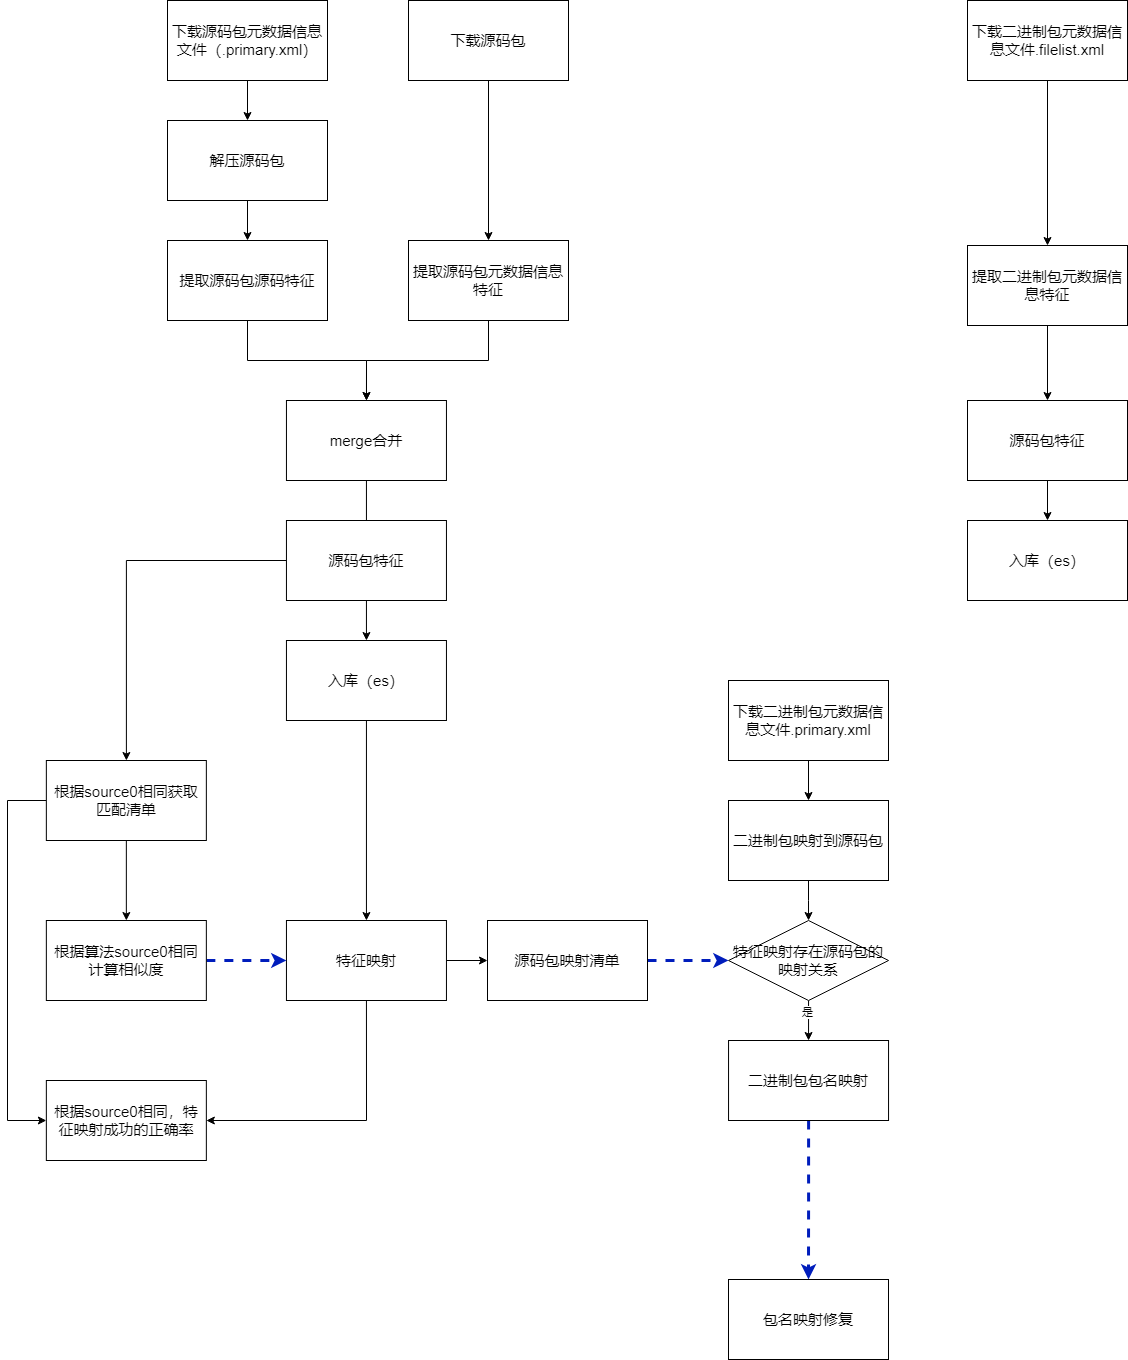 下载源码包元数据信息
文件（.primary.xml）
下载源码包
下载二进制包元数据信
息文件.filelist.xml
解压源码包
提取源码包源码特征
提取源码包元数据信息
特征
提取二进制包元数据信
息特征
merge合并
源码包特征
源码包特征
入库（es）
入库（es）
下载二进制包元数据信
息文件.primary.xml
根据source0相同获取
匹配清单
二进制包映射到源码包
根据算法source0相同
计算相似度
特征映射
源码包映射清单
特征映射存在源码包的
映射关系
是
二进制包包名映射
根据source0相同，特
征映射成功的正确率
包名映射修复